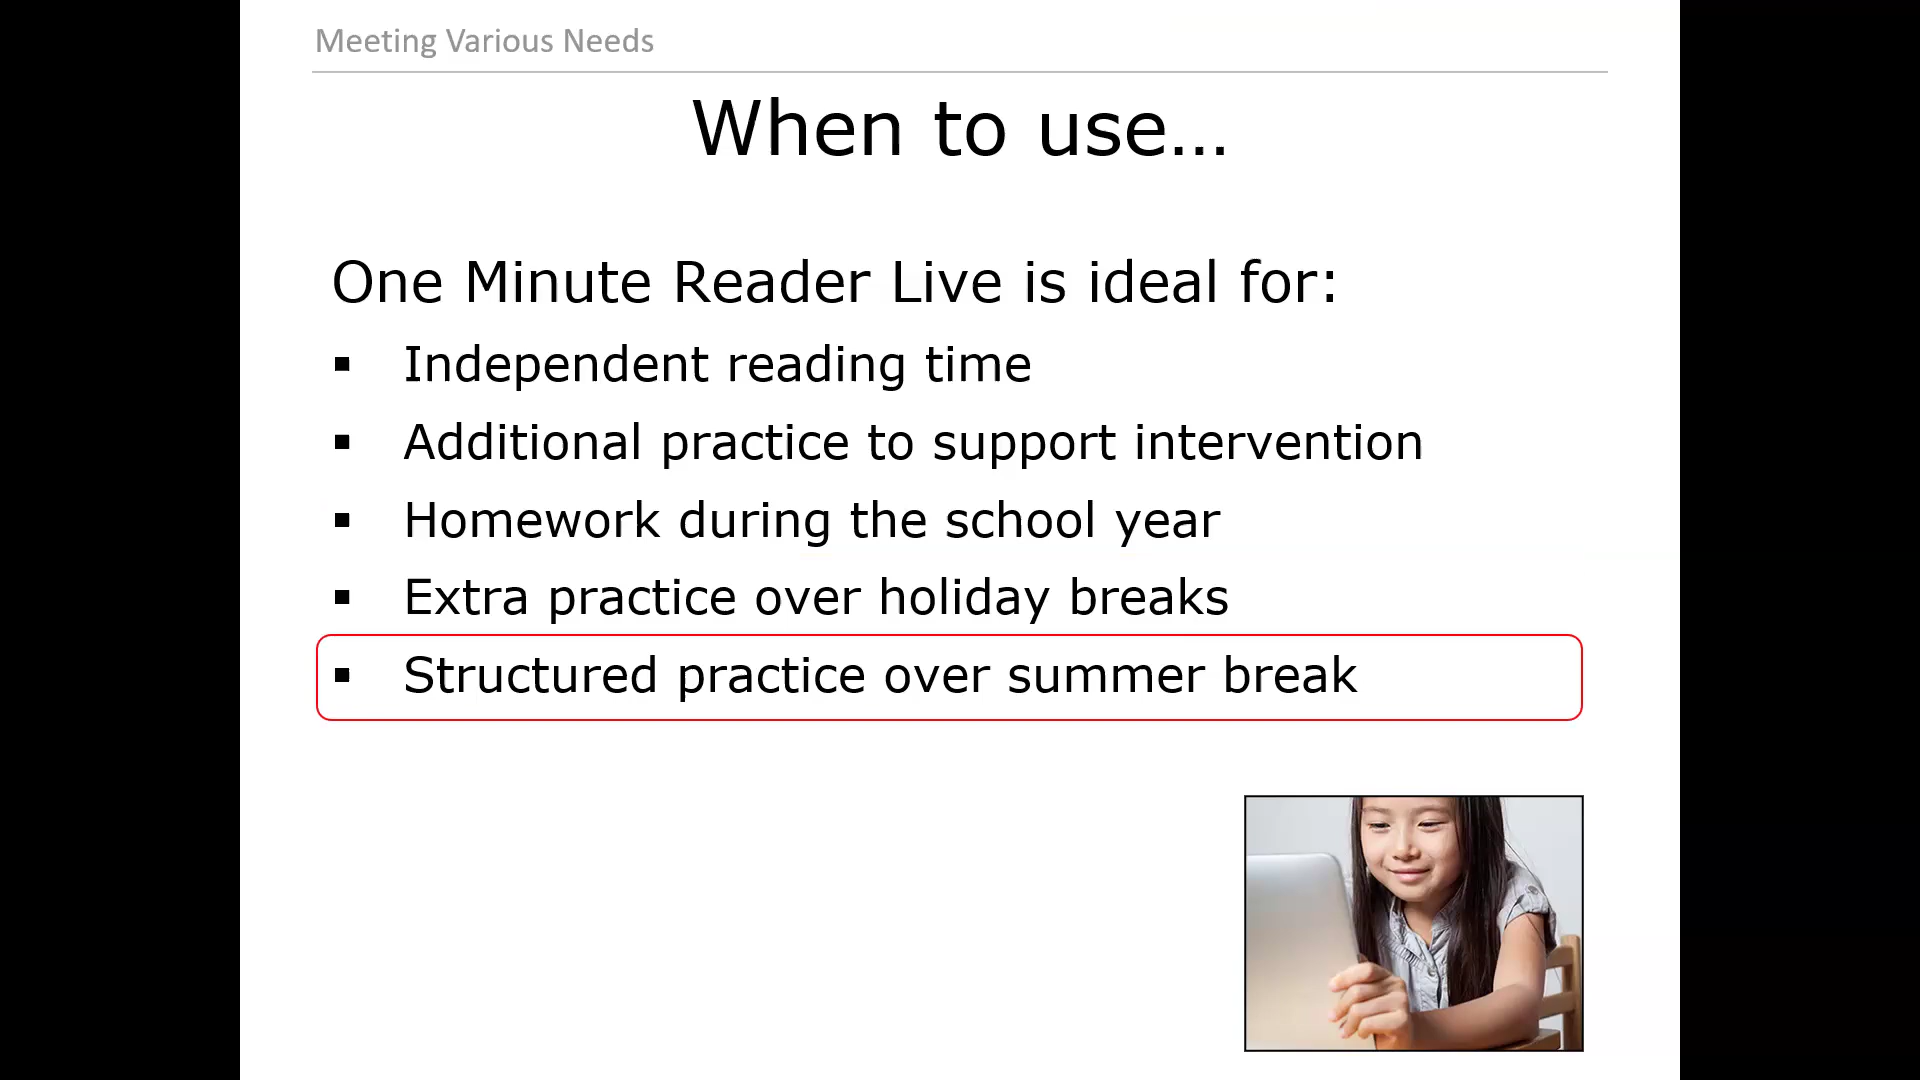 Meeting Various Needs
When to use...
One Minute Reader Live is ideal for:
▪ Independent reading time
▪ Additional practice to support intervention
▪ Homework during the school year
▪ Extra practice over holiday breaks
▪ Structured practice over summer break